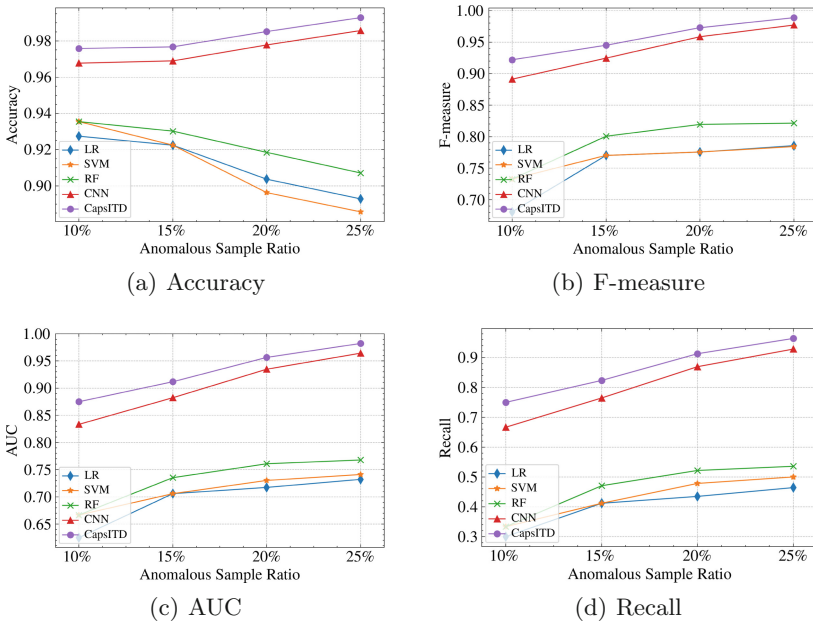 0.98
0.96
0.94
0.92
0.90
Accuracy
LR
SVM
RF
CNN
CapsITD
10% 15% 20% 25%
Anomalous Sample Ratio
(a) Accuracy
1.00
0.95
0.90
0.85
0.80
0.75
0.70
F-measure
LR
SVM
RF
CNN
CapsITD
10% 15% 20% 25%
Anomalous Sample Ratio
(b) F-measure
1.00
0.95
0.90
0.85
0.80
0.75
0.70
0.65
AUC
LR
SVM
RF
CNN
CapsITD
10% 15% 20% 25%
Anomalous Sample Ratio
(c) AUC
0.9
0.8
0.7
0.6
0.5
0.4
0.3
Recall
LR
SVM
RF
CNN
CapsITD
10% 15% 20% 25%
Anomalous Sample Ratio
(d) Recall